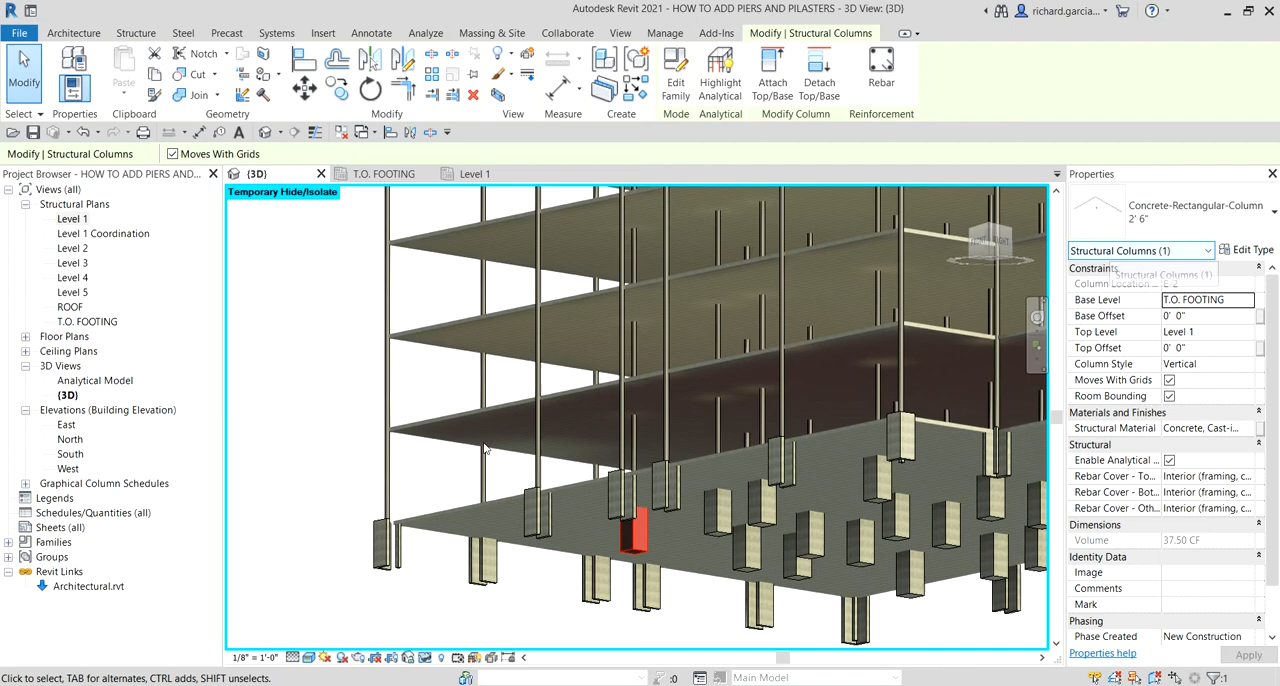 Autodesk Revit 2021 - HOW TO ADD PIERS AND PILASTERS - 3D View: {3D}
richard.garcia...
File Architecture Structure Steel Precast Systems Insert Annotate Analyze Massing & Site Collaborate View Manage Add-Ins Modify | Structural Columns
Modify
Paste
Notch
Cut
Join
Edit Family
Highlight Analytical
Attach Top/Base
Detach Top/Base
Rebar
Select Properties Clipboard Geometry Modify View Measure Create Mode Analytical Modify Column Reinforcement
Modify | Structural Columns Moves With Grids
Project Browser - HOW TO ADD PIERS AND...
Views (all)
Structural Plans
Level 1
Level 1 Coordination
Level 2
Level 3
Level 4
Level 5
ROOF
T.O. FOOTING
Floor Plans
Ceiling Plans
3D Views
Analytical Model
{3D}
Elevations (Building Elevation)
East
North
South
West
Graphical Column Schedules
Legends
Schedules/Quantities (all)
Sheets (all)
Families
Groups
Revit Links
Architectural.rvt
{3D} T.O. FOOTING Level 1
Temporary Hide/Isolate
1/8" = 1'-0"
Properties
Concrete-Rectangular-Column
2' 6"
Structural Columns (1) Edit Type
Structural Columns (1)
Constraints
Column Location ... E-2
Base Level T.O. FOOTING
Base Offset 0' 0"
Top Level Level 1
Top Offset 0' 0"
Column Style Vertical
Moves With Grids
Room Bounding
Materials and Finishes
Structural Material Concrete, Cast-i...
Structural
Enable Analytical ...
Rebar Cover - To... Interior (framing, c...
Rebar Cover - Bot... Interior (framing, c...
Rebar Cover - Oth... Interior (framing, c...
Dimensions
Volume 37.50 CF
Identity Data
Image
Comments
Mark
Phasing
Phase Created New Construction
Properties help Apply
Click to select, TAB for alternates, CTRL adds, SHIFT unselects. :0 Main Model :1